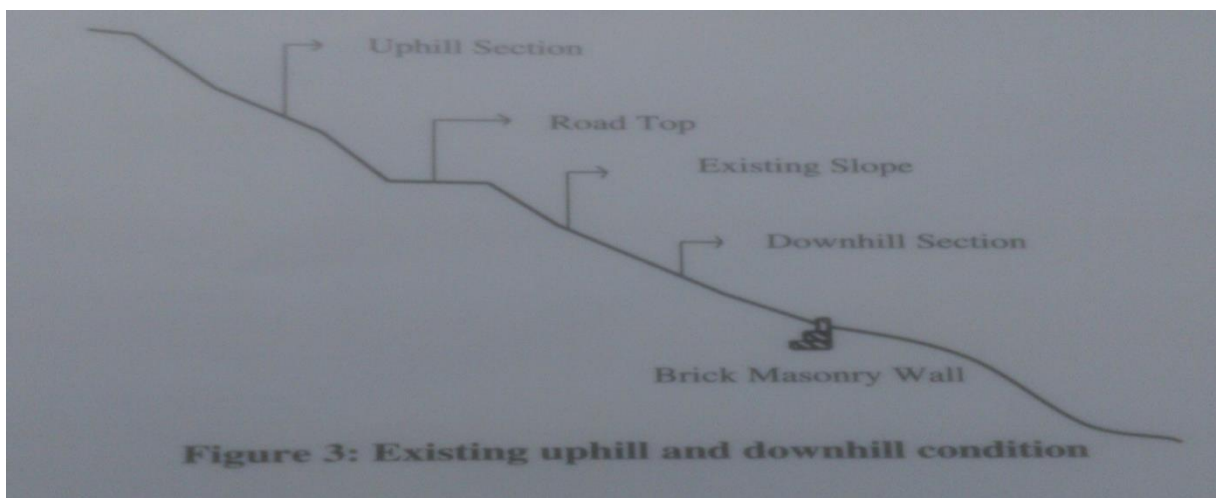 Uphill Section
Road Top
Existing Slope
Downhill Section
Brick Masonry Wall
Figure 3: Existing uphill and downhill condition